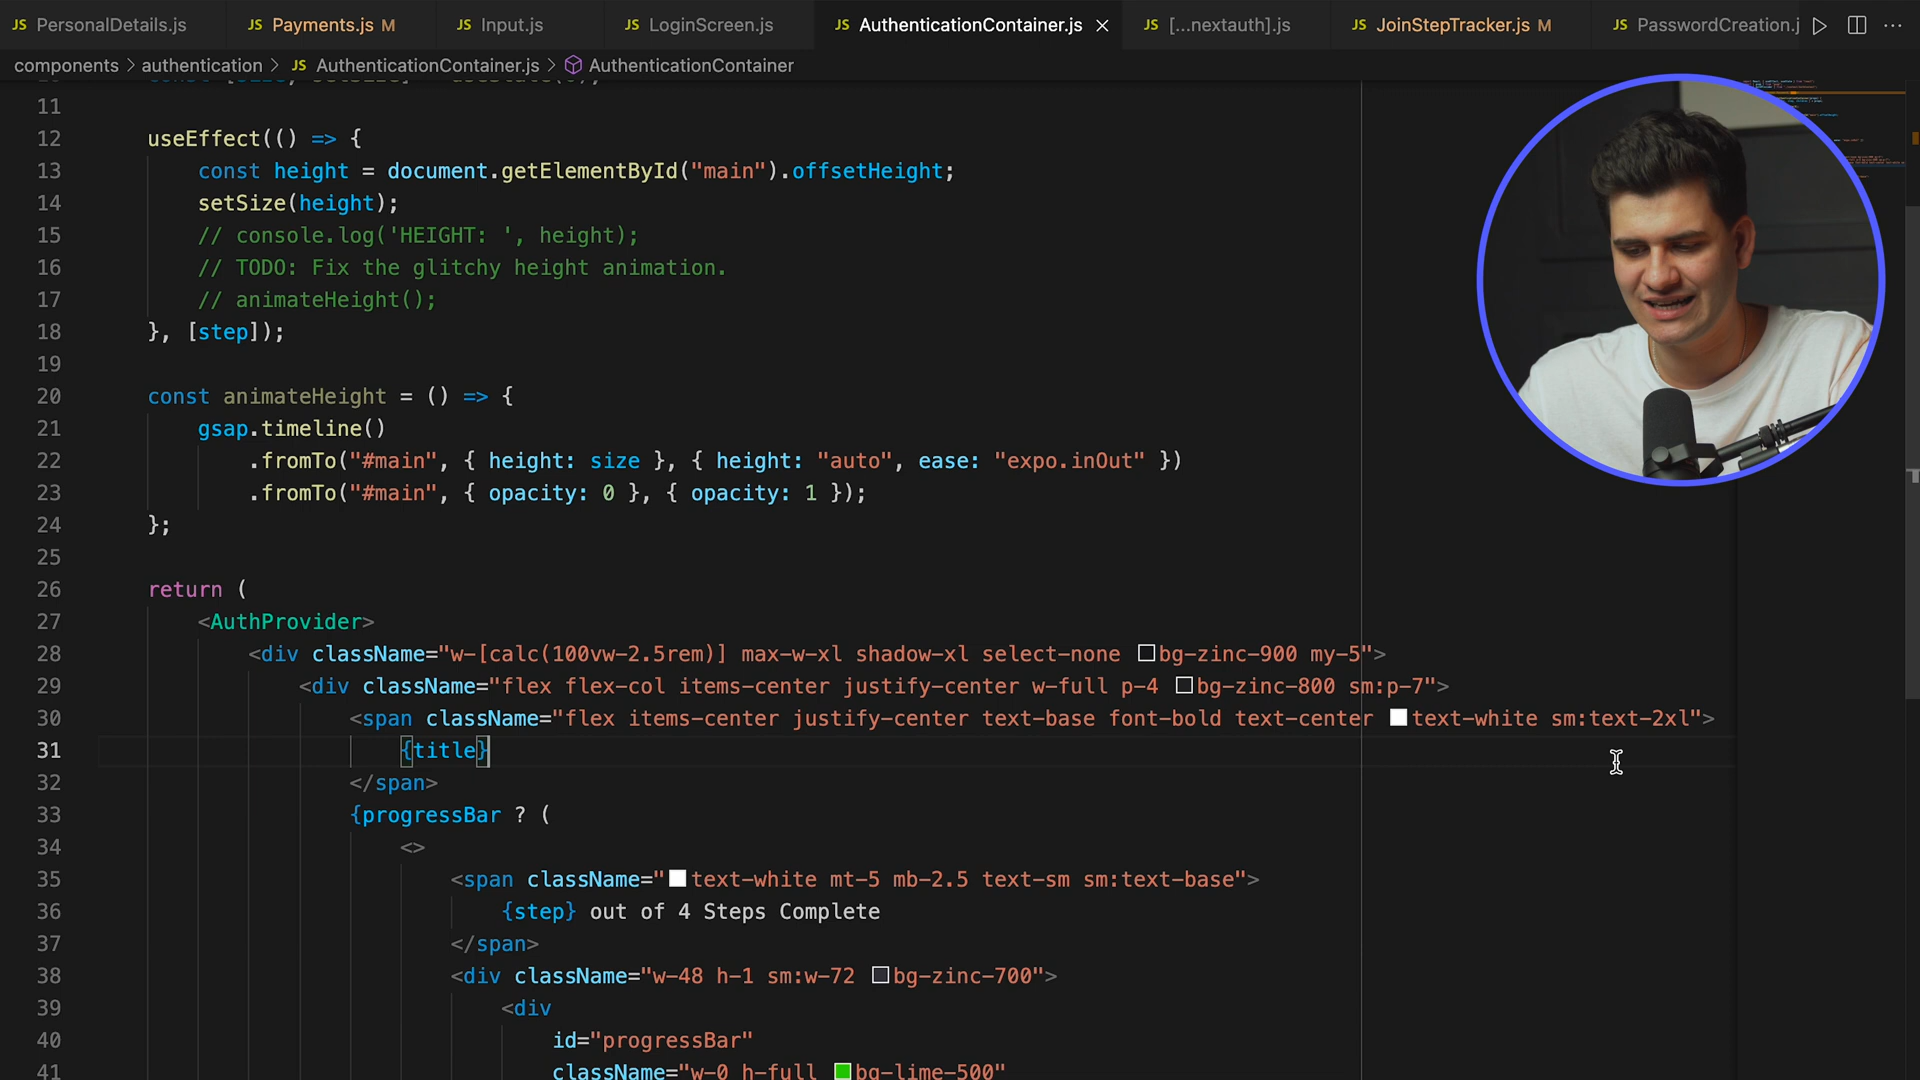 JS PersonalDetails.js
JS Payments.js M
JS Input.js
JS LoginScreen.js
JS AuthenticationContainer.js
JS [...nextauth].js
JS JoinStepTracker.js M
JS PasswordCreation.j
components > authentication > JS AuthenticationContainer.js > AuthenticationContainer
11
12 useEffect(() => {
13 const height = document.getElementById("main").offsetHeight;
14 setSize(height);
15 // console.log('HEIGHT: ', height);
16 // TODO: Fix the glitchy height animation.
17 // animateHeight();
18 }, [step]);
19
20 const animateHeight = () => {
21 gsap.timeline()
22 .fromTo("#main", { height: size }, { height: "auto", ease: "expo.inOut" })
23 .fromTo("#main", { opacity: 0 }, { opacity: 1 });
24 };
25
26 return (
27 <AuthProvider>
28 <div className="w-[calc(100vw-2.5rem)] max-w-xl shadow-xl select-none bg-zinc-900 my-5">
29 <div className="flex flex-col items-center justify-center w-full p-4 bg-zinc-800 sm:p-7">
30 <span className="flex items-center justify-center text-base font-bold text-center text-white sm:text-2xl">
31 {title}
32 </span>
33 {progressBar ? (
34 <>
35 <span className="text-white mt-5 mb-2.5 text-sm sm:text-base">
36 {step} out of 4 Steps Complete
37 </span>
38 <div className="w-48 h-1 sm:w-72 bg-zinc-700">
39 <div
40 id="progressBar"
41 className="w-0 h-full bg-lime-500"